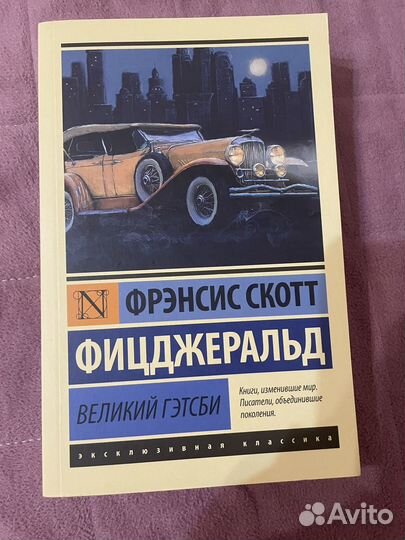 N
ФРЭНСИС СКОТТ
ФИЦДЖЕРАЛЬД
ВЕЛИКИЙ ГЭТСБИ
Книги, изменившие мир.
Писатели, объединившие
поколения.
эксклюзивная классика
Avito